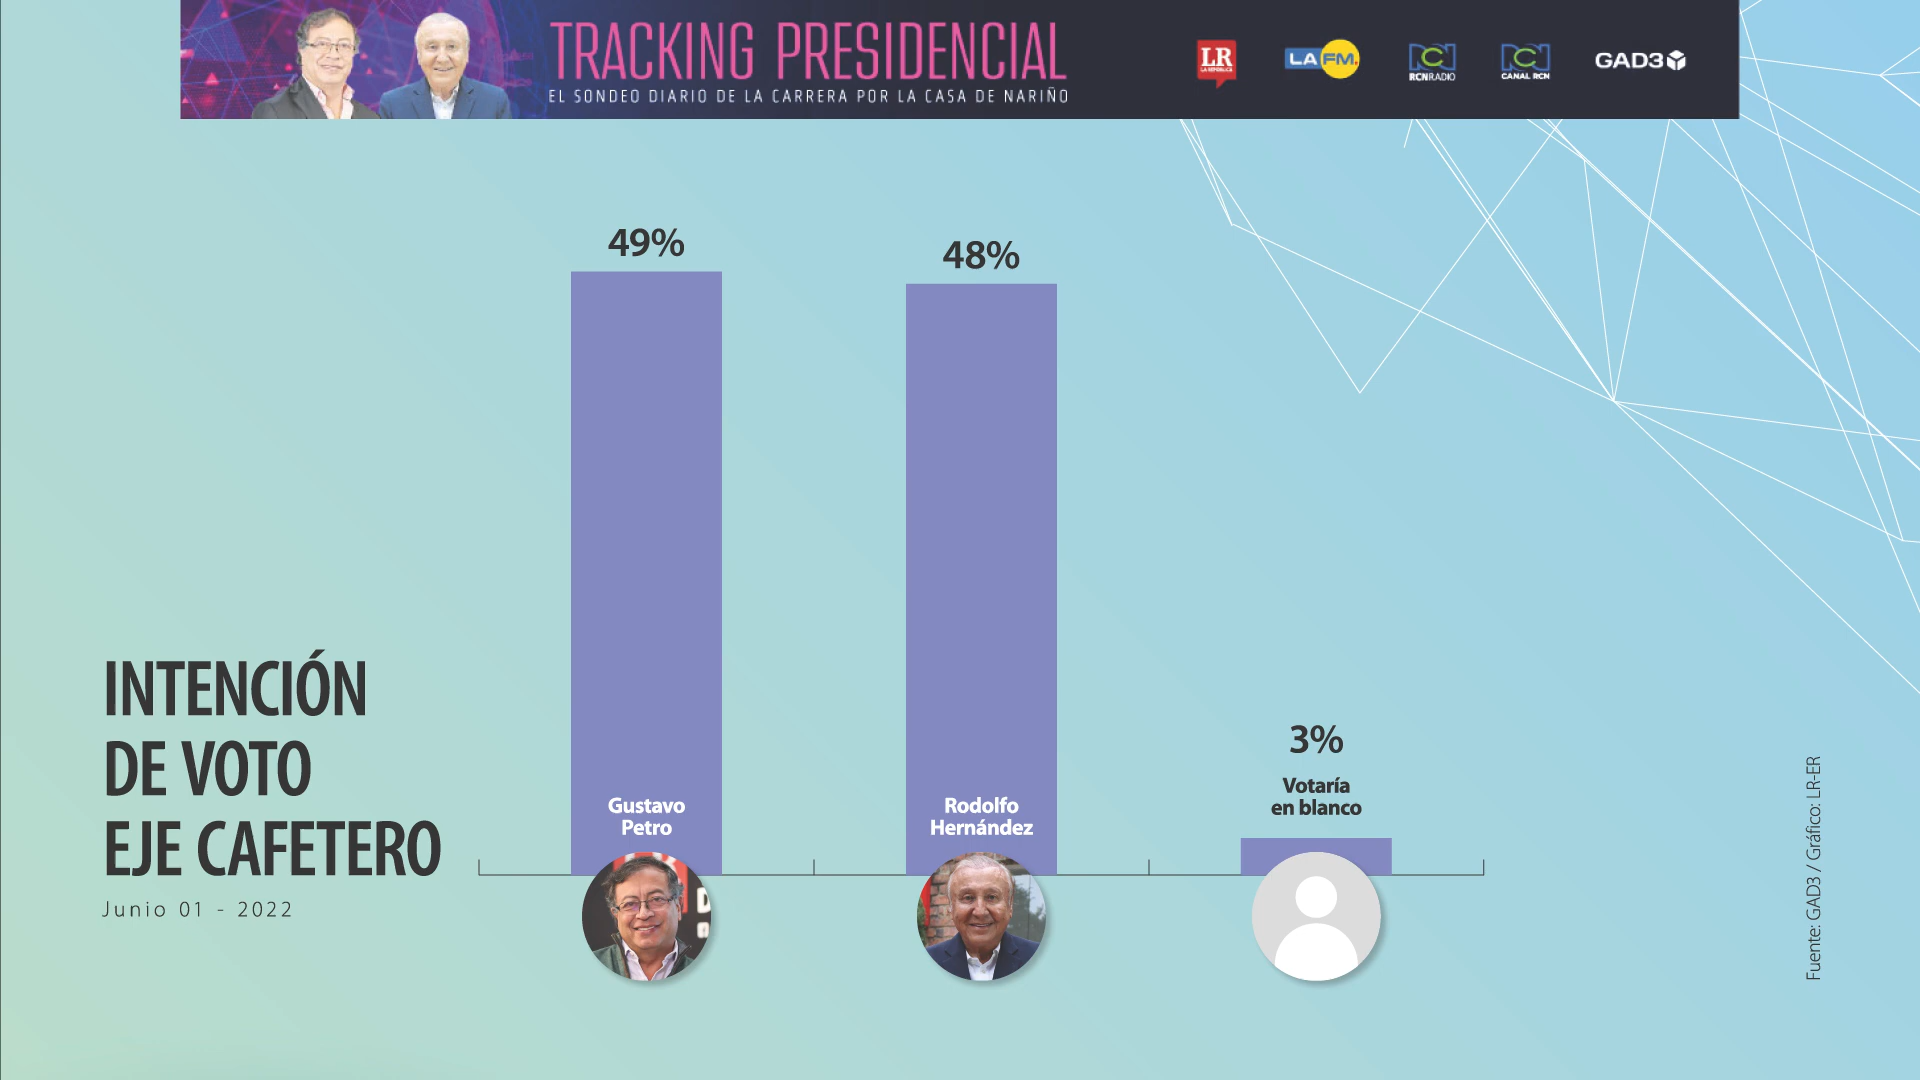 TRACKING PRESIDENCIAL
EL SONDEO DIARIO DE LA CARRERA POR LA CASA DE NARIÑO
LR
LA REPÚBLICA
LA FM.
RCN RADIO
CANAL RCN
GAD3
49%
48%
3%
Votaría
en blanco
Gustavo
Petro
Rodolfo
Hernández
INTENCIÓN
DE VOTO
EJE CAFETERO
Junio 01 - 2022
Fuente: GAD3 / Gráfico: LR-ER